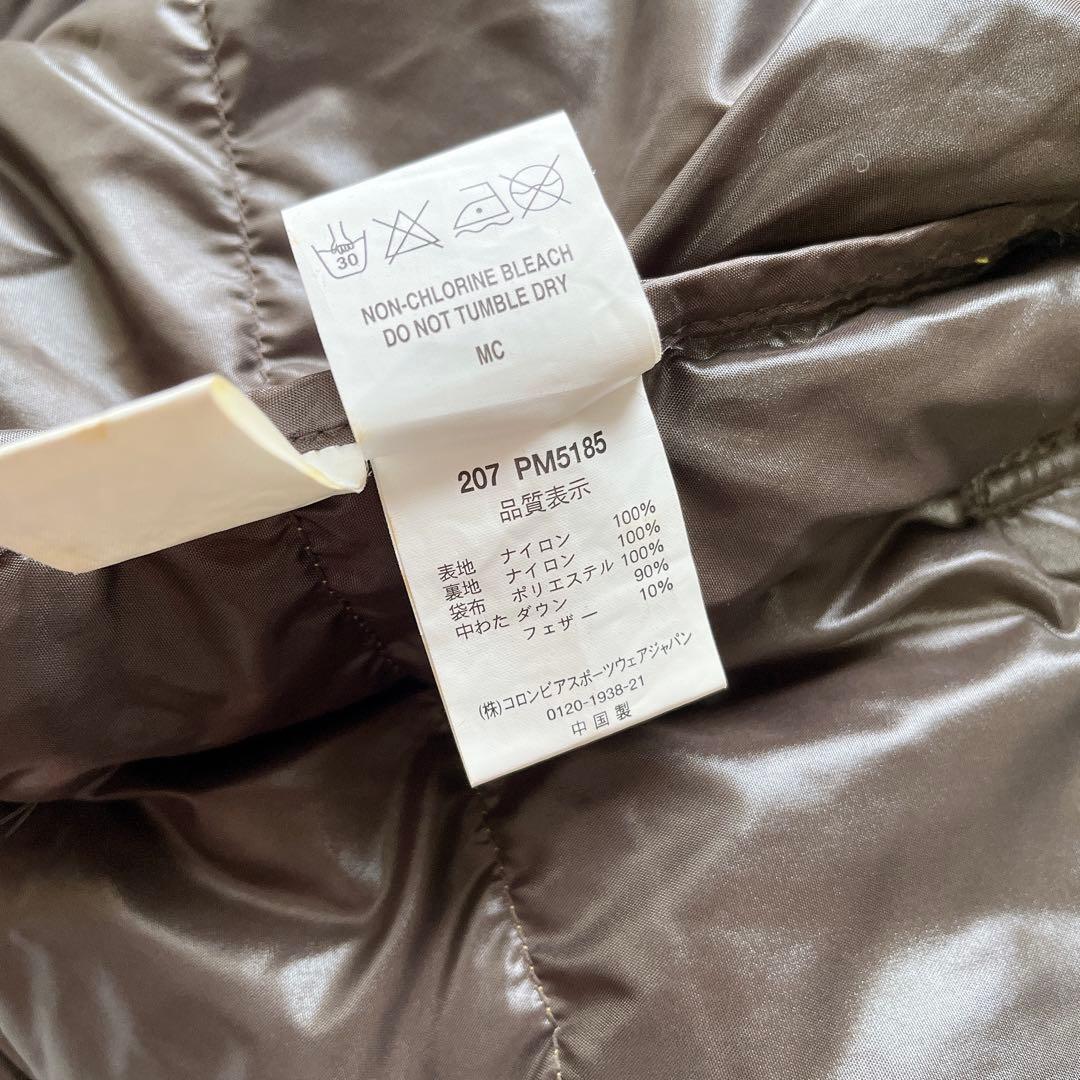 30
NON-CHLORINE BLEACH
DO NOT TUMBLE DRY
MC
207 PM5185
品質表示
表地 ナイロン 100%
裏地 ナイロン 100%
袋布 ポリエステル 100%
中わた ダウン 90%
フェザー 10%
(株)コロンビアスポーツウェアジャパン
0120-1938-21
中国製